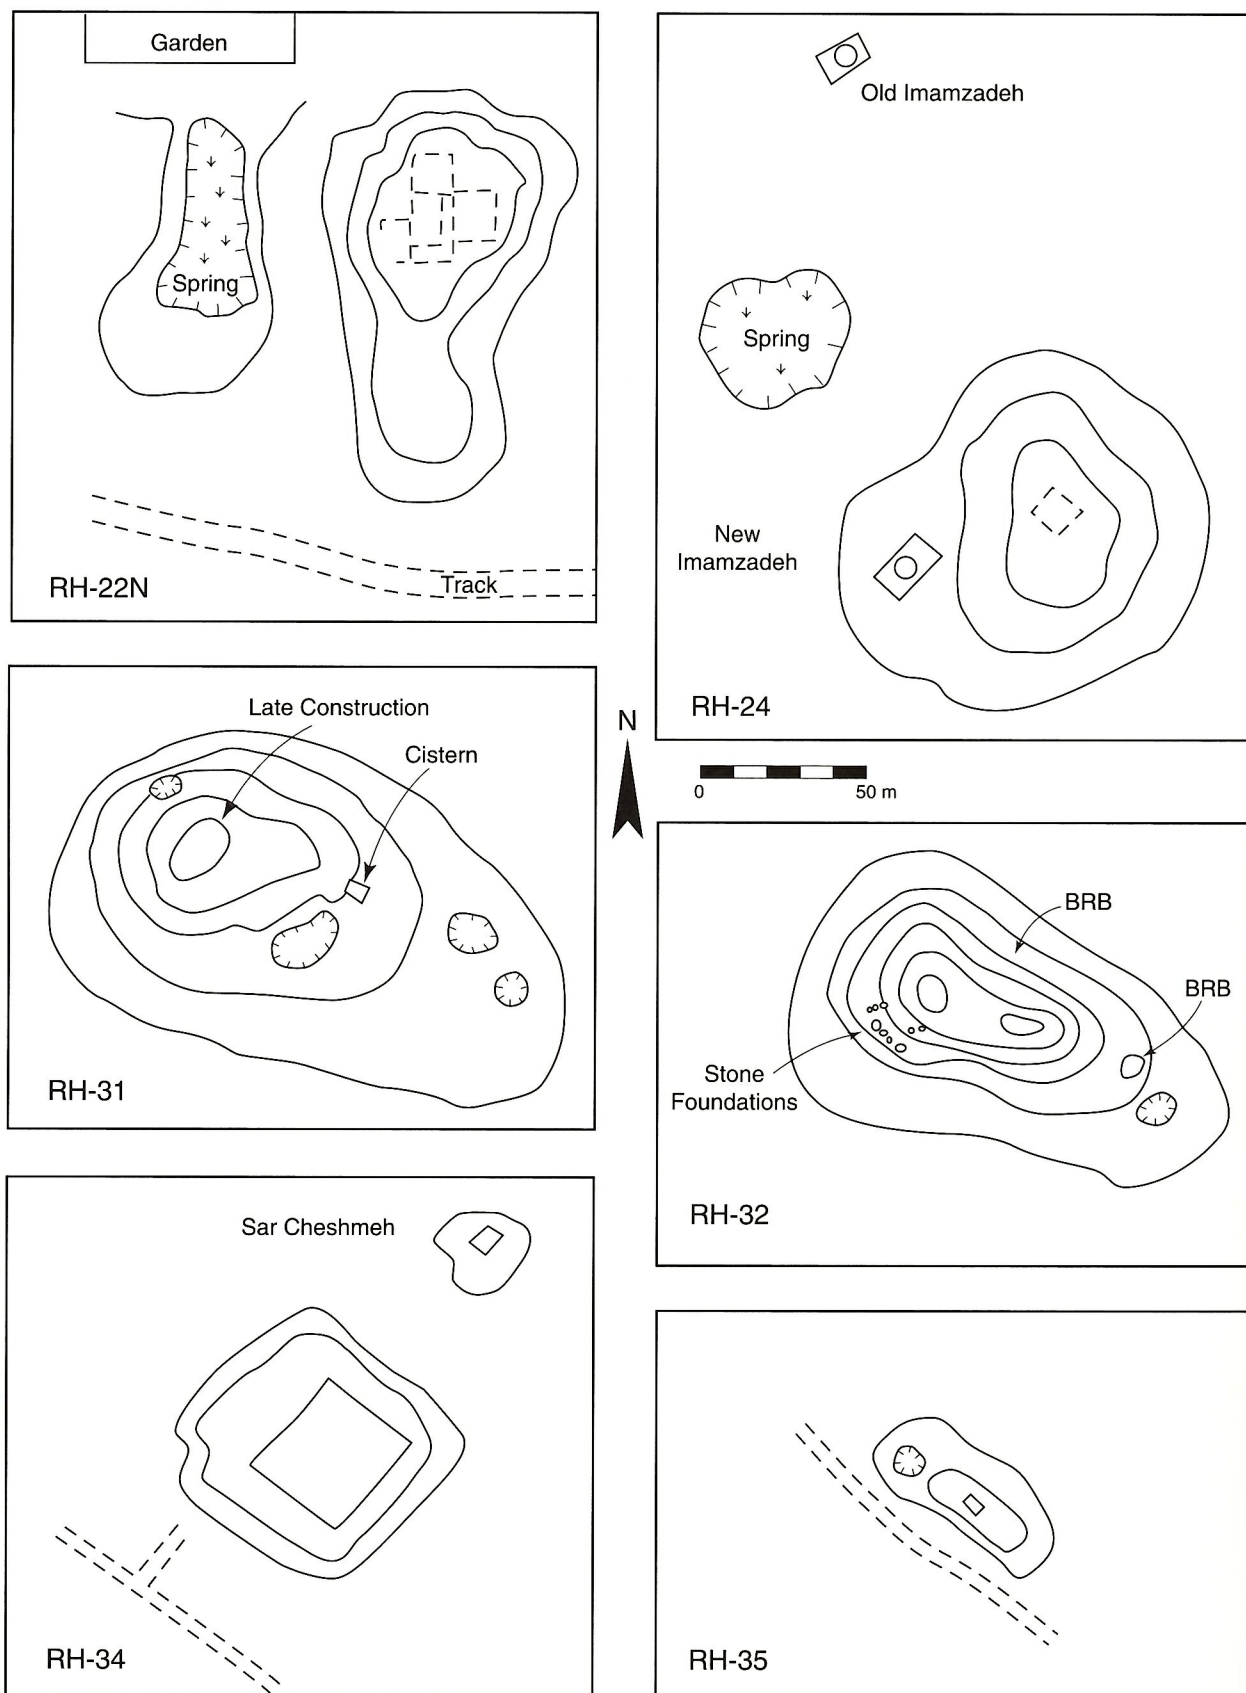 Garden
Spring
Track
RH-22N
Old Imamzadeh
Spring
New
Imamzadeh
RH-24
Late Construction
Cistern
RH-31
N
0 50 m
BRB
BRB
Stone
Foundations
RH-32
Sar Cheshmeh
RH-34
RH-35